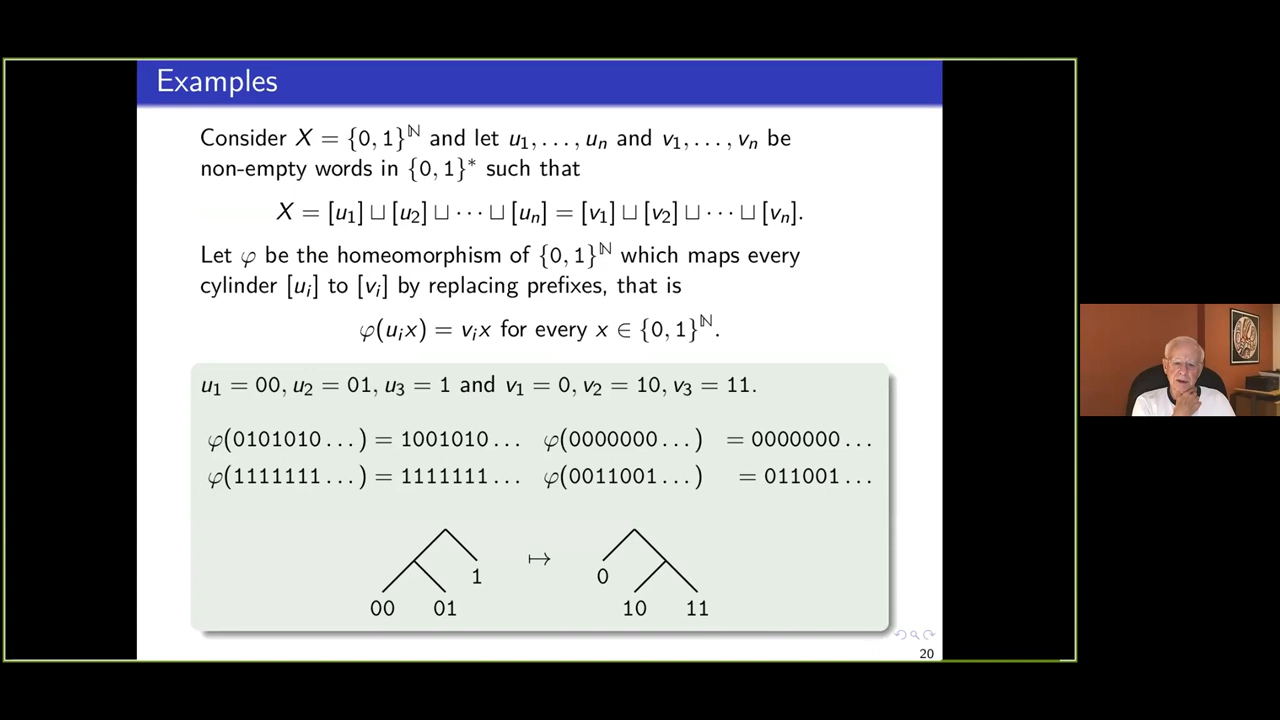 Examples
Consider X = {0, 1}^ℕ and let u₁, . . . , uₙ and v₁, . . . , vₙ be
non-empty words in {0, 1}* such that
X = [u₁] ⊔ [u₂] ⊔ · · · ⊔ [uₙ] = [v₁] ⊔ [v₂] ⊔ · · · ⊔ [vₙ].
Let φ be the homeomorphism of {0, 1}^ℕ which maps every
cylinder [uᵢ] to [vᵢ] by replacing prefixes, that is
φ(uᵢx) = vᵢx for every x ∈ {0, 1}^ℕ.
u₁ = 00, u₂ = 01, u₃ = 1 and v₁ = 0, v₂ = 10, v₃ = 11.
φ(0101010 . . .) = 1001010 . . . φ(0000000 . . .) = 0000000 . . .
φ(1111111 . . .) = 1111111 . . . φ(0011001 . . .) = 011001 . . .
↦
1 0
00 01 10 11
20